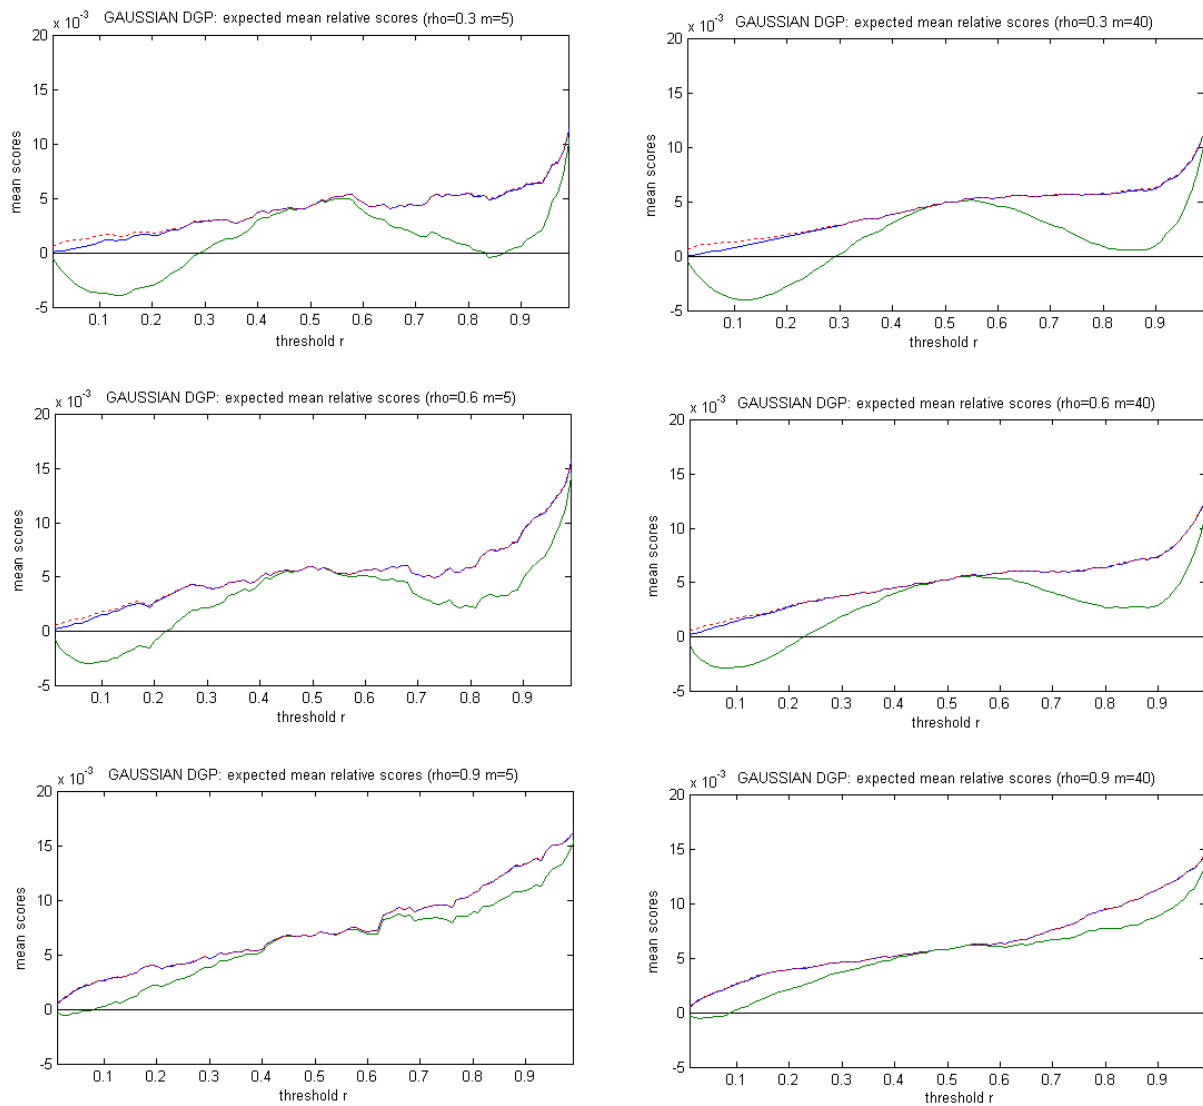 GAUSSIAN DGP: expected mean relative scores (rho=0.3 m=5)
x 10^-3
20
15
10
5
0
-5
mean scores
0.1 0.2 0.3 0.4 0.5 0.6 0.7 0.8 0.9
threshold r
GAUSSIAN DGP: expected mean relative scores (rho=0.3 m=40)
x 10^-3
20
15
10
5
0
-5
mean scores
0.1 0.2 0.3 0.4 0.5 0.6 0.7 0.8 0.9
threshold r
GAUSSIAN DGP: expected mean relative scores (rho=0.6 m=5)
x 10^-3
20
15
10
5
0
-5
mean scores
0.1 0.2 0.3 0.4 0.5 0.6 0.7 0.8 0.9
threshold r
GAUSSIAN DGP: expected mean relative scores (rho=0.6 m=40)
x 10^-3
20
15
10
5
0
-5
mean scores
0.1 0.2 0.3 0.4 0.5 0.6 0.7 0.8 0.9
threshold r
GAUSSIAN DGP: expected mean relative scores (rho=0.9 m=5)
x 10^-3
20
15
10
5
0
-5
mean scores
0.1 0.2 0.3 0.4 0.5 0.6 0.7 0.8 0.9
threshold r
GAUSSIAN DGP: expected mean relative scores (rho=0.9 m=40)
x 10^-3
20
15
10
5
0
-5
mean scores
0.1 0.2 0.3 0.4 0.5 0.6 0.7 0.8 0.9
threshold r